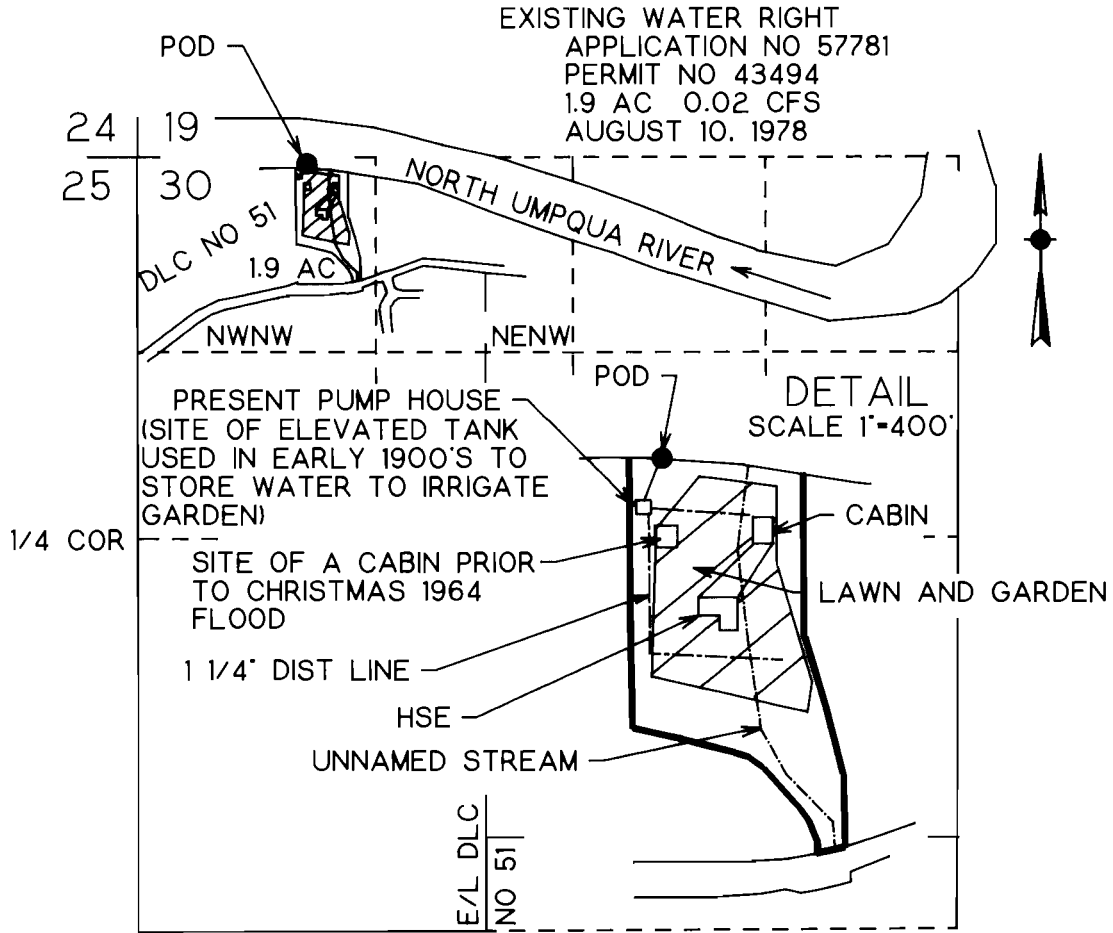 EXISTING WATER RIGHT
APPLICATION NO 57781
PERMIT NO 43494
1.9 AC 0.02 CFS
AUGUST 10. 1978
POD
24 19
25 30
NORTH UMPQUA RIVER
DLC NO 51
1.9 AC
NWNW
NENW
POD
DETAIL
SCALE 1"=400'
PRESENT PUMP HOUSE
(SITE OF ELEVATED TANK
USED IN EARLY 1900'S TO
STORE WATER TO IRRIGATE
GARDEN)
CABIN
1/4 COR
SITE OF A CABIN PRIOR
TO CHRISTMAS 1964
FLOOD
LAWN AND GARDEN
1 1/4" DIST LINE
HSE
UNNAMED STREAM
E/L DLC
NO 51